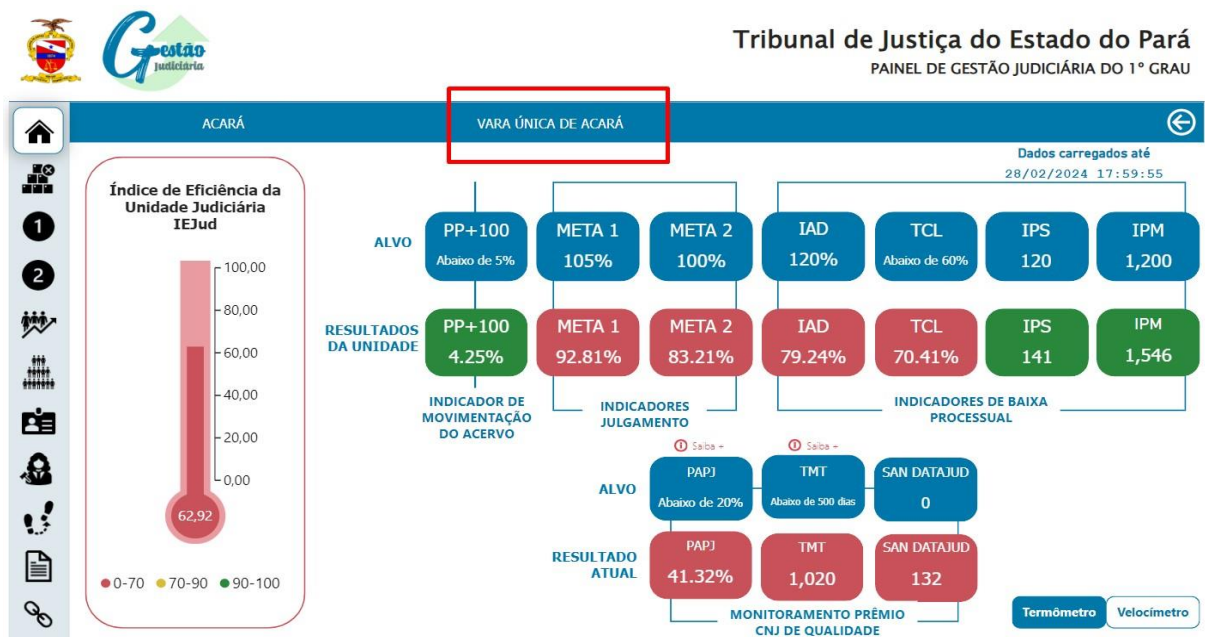 Gestão
Judiciária
Tribunal de Justiça do Estado do Pará
PAINEL DE GESTÃO JUDICIÁRIA DO 1º GRAU
ACARÁ
VARA ÚNICA DE ACARÁ
Dados carregados até
28/02/2024 17:59:55
1
2
Índice de Eficiência da
Unidade Judiciária
IEJud
100,00
80,00
60,00
40,00
20,00
0,00
62,92
0-70 70-90 90-100
ALVO
PP+100
Abaixo de 5%
META 1
105%
META 2
100%
IAD
120%
TCL
Abaixo de 60%
IPS
120
IPM
1,200
RESULTADOS
DA UNIDADE
PP+100
4.25%
META 1
92.81%
META 2
83.21%
IAD
79.24%
TCL
70.41%
IPS
141
IPM
1,546
INDICADOR DE
MOVIMENTAÇÃO
DO ACERVO
INDICADORES
JULGAMENTO
INDICADORES DE BAIXA
PROCESSUAL
Saiba +
Saiba +
ALVO
PAPJ
Abaixo de 20%
TMT
Abaixo de 500 dias
SAN DATAJUD
0
RESULTADO
ATUAL
PAPJ
41.32%
TMT
1,020
SAN DATAJUD
132
MONITORAMENTO PRÊMIO
CNJ DE QUALIDADE
Termômetro
Velocímetro